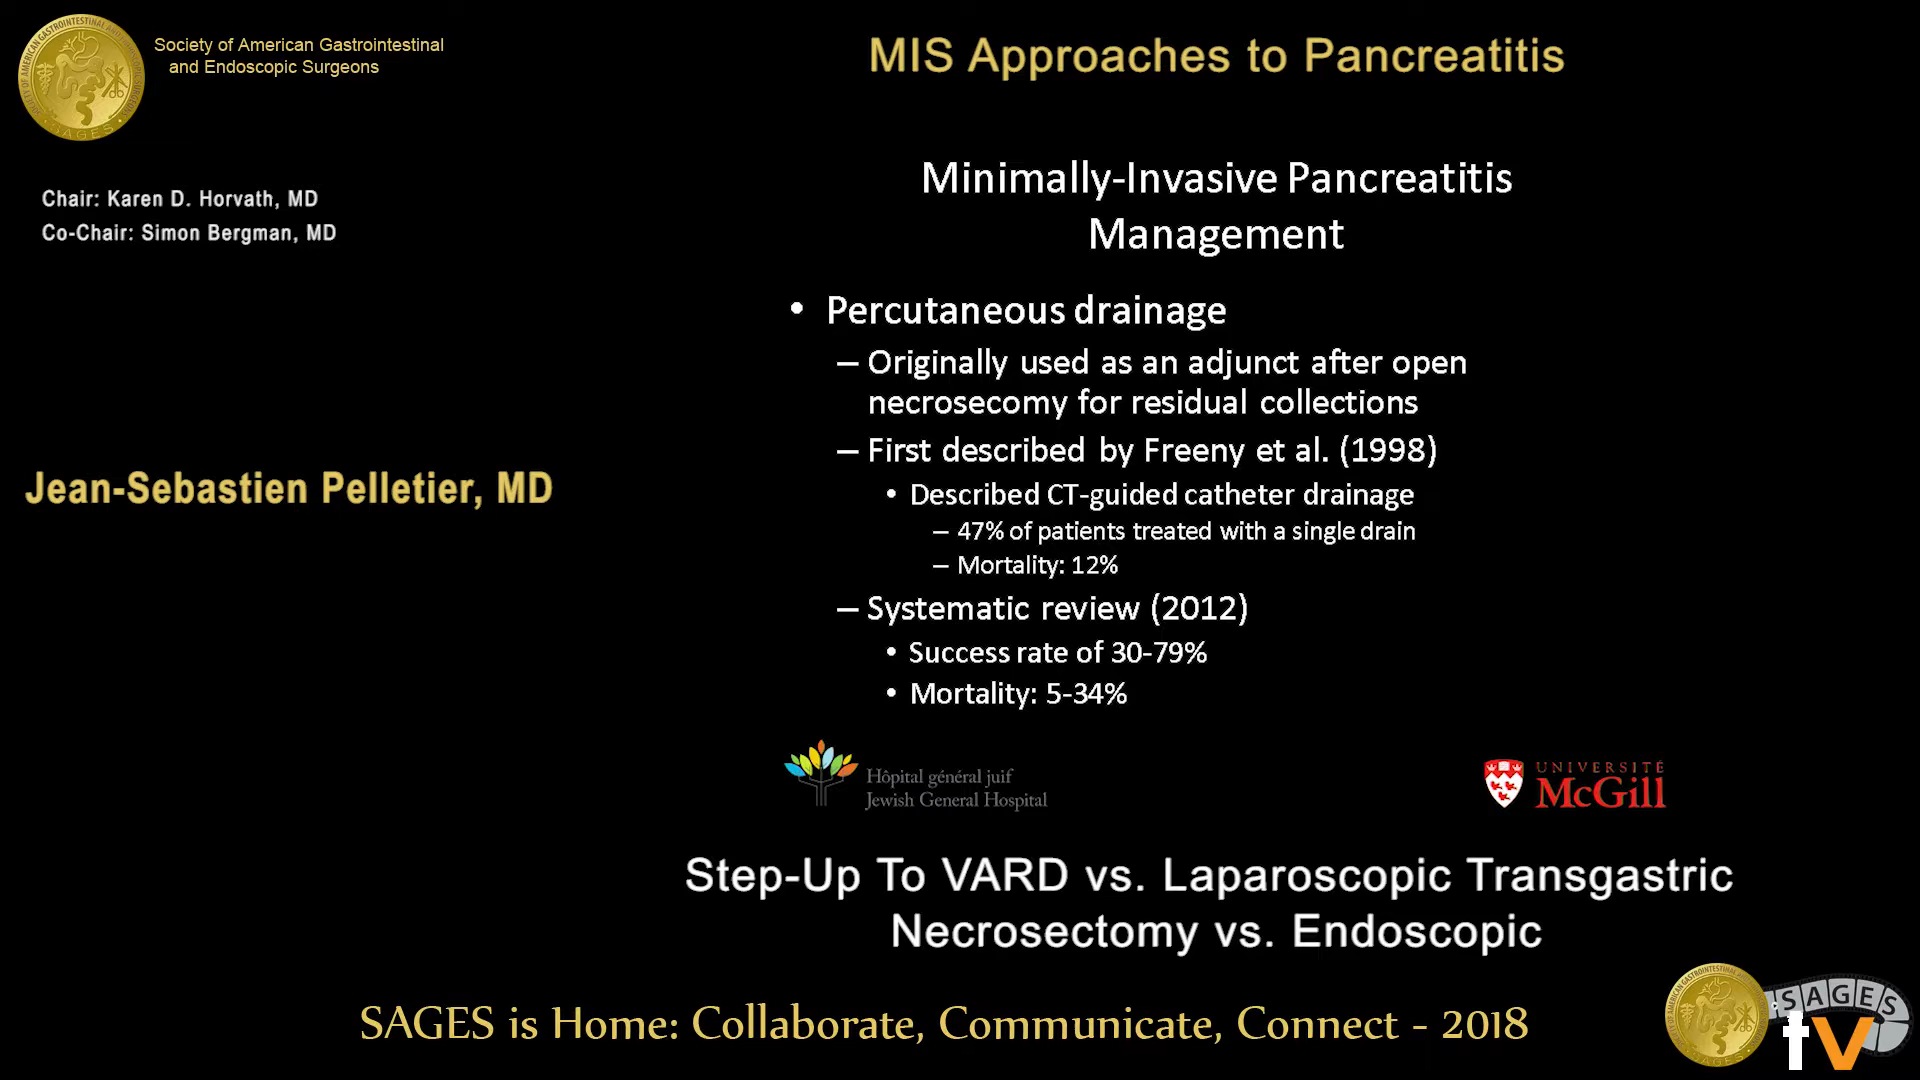 Society of American Gastrointestinal
and Endoscopic Surgeons
MIS Approaches to Pancreatitis
Chair: Karen D. Horvath, MD
Co-Chair: Simon Bergman, MD
Jean-Sebastien Pelletier, MD
Minimally-Invasive Pancreatitis
Management
• Percutaneous drainage
– Originally used as an adjunct after open
necrosecomy for residual collections
– First described by Freeny et al. (1998)
• Described CT-guided catheter drainage
– 47% of patients treated with a single drain
– Mortality: 12%
– Systematic review (2012)
• Success rate of 30-79%
• Mortality: 5-34%
Hôpital général juif
Jewish General Hospital
UNIVERSITÉ
McGill
Step-Up To VARD vs. Laparoscopic Transgastric
Necrosectomy vs. Endoscopic
SAGES is Home: Collaborate, Communicate, Connect - 2018
SAGES
tv
SAGES